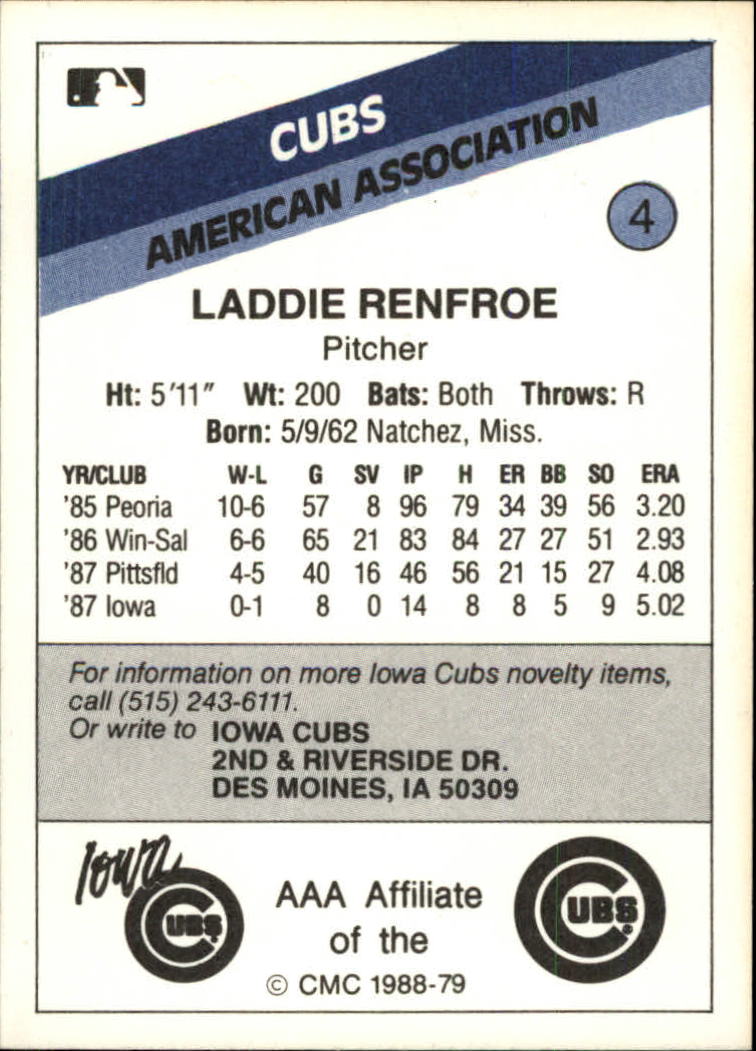 CUBS
AMERICAN ASSOCIATION
4
LADDIE RENFROE
Pitcher
Ht: 5'11" Wt: 200 Bats: Both Throws: R
Born: 5/9/62 Natchez, Miss.
YR/CLUB W-L G SV IP H ER BB SO ERA
'85 Peoria 10-6 57 8 96 79 34 39 56 3.20
'86 Win-Sal 6-6 65 21 83 84 27 27 51 2.93
'87 Pittsfld 4-5 40 16 46 56 21 15 27 4.08
'87 Iowa 0-1 8 0 14 8 8 5 9 5.02
For information on more Iowa Cubs novelty items,
call (515) 243-6111.
Or write to IOWA CUBS
2ND & RIVERSIDE DR.
DES MOINES, IA 50309
Iowa
CUBS
AAA Affiliate
of the
© CMC 1988-79
CUBS®